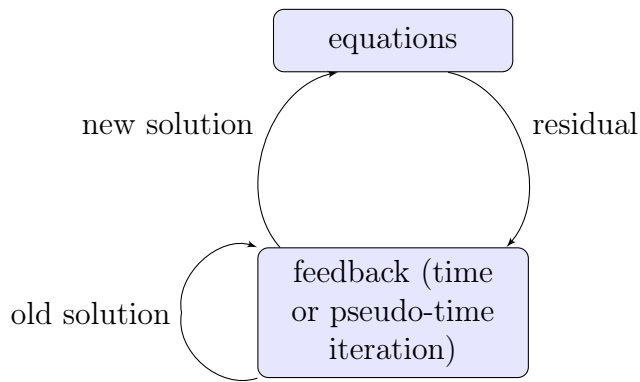 equations
new solution
residual
feedback (time
or pseudo-time
iteration)
old solution